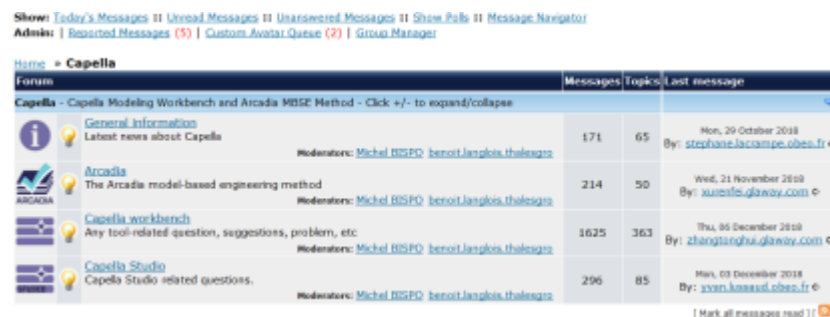 Show: Today's Messages :: Unread Messages :: Unanswered Messages :: Show Polls :: Message Navigator
Admin: | Reported Messages (5) | Custom Avatar Queue (2) | Group Manager
Home » Capella
Forum Messages Topics Last message
Capella - Capella Modeling Workbench and Arcadia MBSE Method - Click +/- to expand/collapse
General Information
Latest news about Capella
Moderators: Michel BISPO benoit.langlois.thalesgro
171 65
Mon, 29 October 2018
By: stephane.lacrampe.obeo.fr
Arcadia
The Arcadia model-based engineering method
Moderators: Michel BISPO benoit.langlois.thalesgro
ARCADIA
214 50
Wed, 21 November 2018
By: xurenfei.glaway.com
Capella workbench
Any tool-related question, suggestions, problem, etc
Moderators: Michel BISPO benoit.langlois.thalesgro
1625 363
Thu, 06 December 2018
By: zhangtonghui.glaway.com
Capella Studio
Capella Studio related questions.
Moderators: Michel BISPO benoit.langlois.thalesgro
STUDIO
296 85
Mon, 03 December 2018
By: yvan.lussaud.obeo.fr
[ Mark all messages read ] [